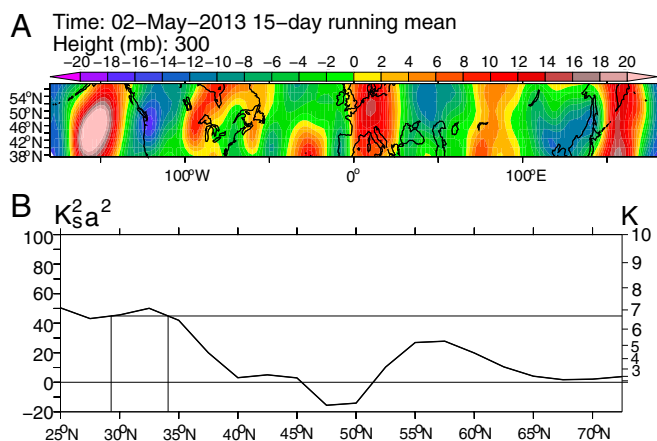 A Time: 02-May-2013 15-day running mean
Height (mb): 300
-20 -18 -16 -14 -12 -10 -8 -6 -4 -2 0 2 4 6 8 10 12 14 16 18 20
54°N
50°N
46°N
42°N
38°N
100°W 0° 100°E
B K²sa² K
100
80
60
40
20
0
-20
10
9
8
7
6
5
4
3
25°N 30°N 35°N 40°N 45°N 50°N 55°N 60°N 65°N 70°N